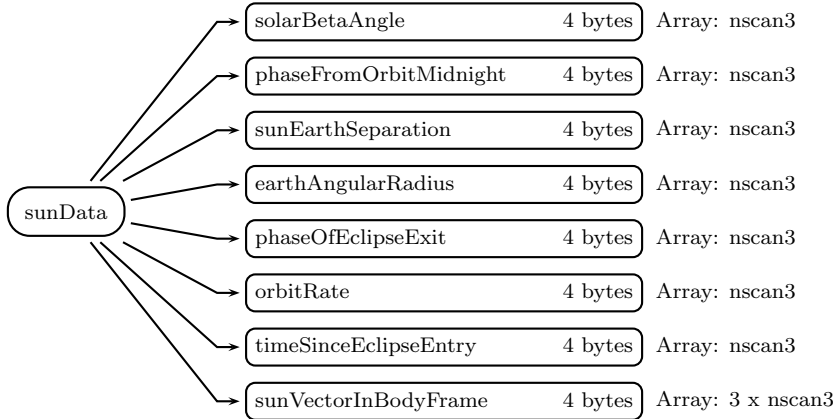 solarBetaAngle 4 bytes Array: nscan3
phaseFromOrbitMidnight 4 bytes Array: nscan3
sunEarthSeparation 4 bytes Array: nscan3
earthAngularRadius 4 bytes Array: nscan3
sunData
phaseOfEclipseExit 4 bytes Array: nscan3
orbitRate 4 bytes Array: nscan3
timeSinceEclipseEntry 4 bytes Array: nscan3
sunVectorInBodyFrame 4 bytes Array: 3 x nscan3